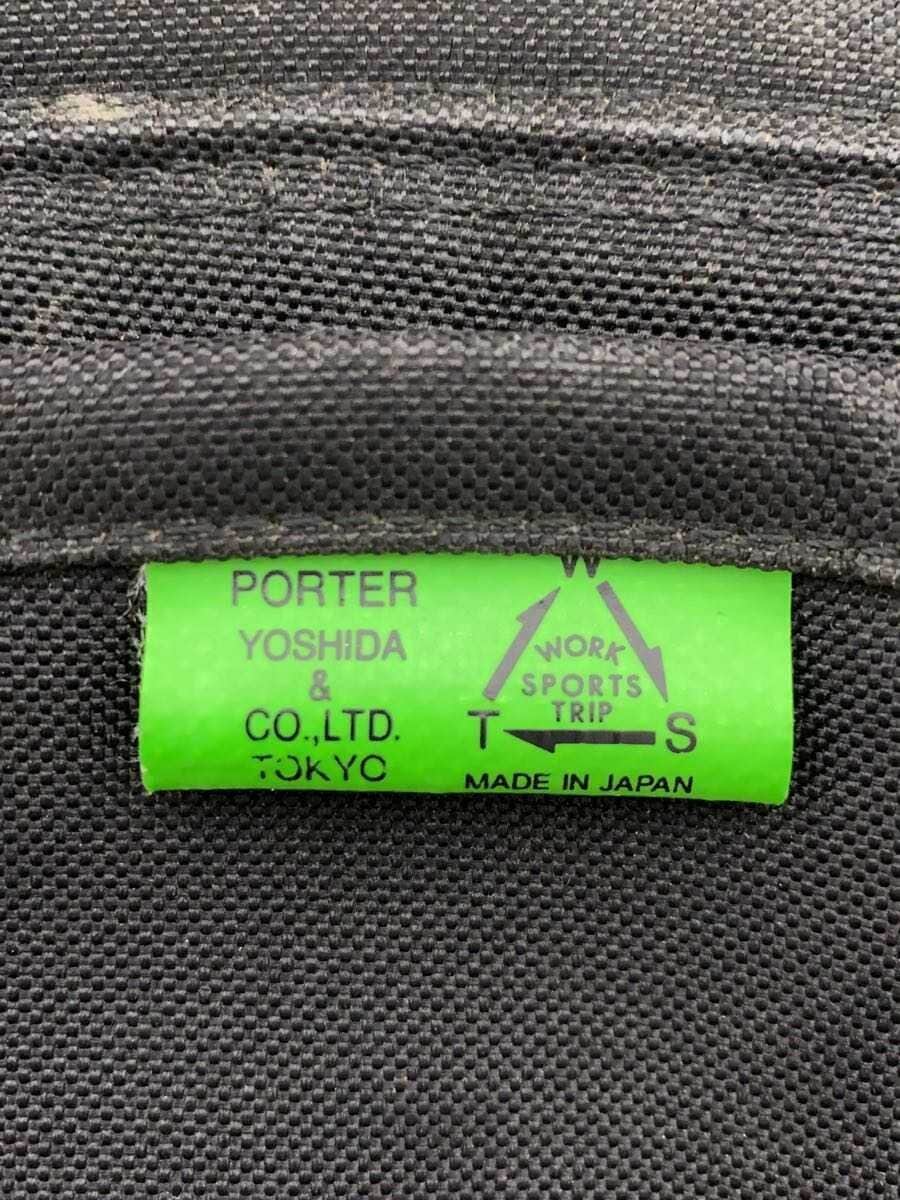 PORTER
YOSHIDA
&
CO.,LTD.
TOKYO
W
WORK
SPORTS
TRIP
T S
MADE IN JAPAN